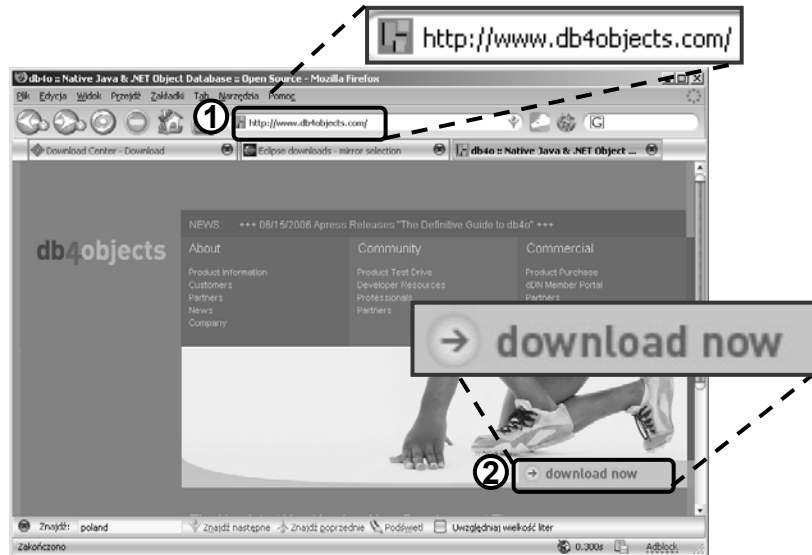 http://www.db4objects.com/
db4o :: Native Java & .NET Object Database :: Open Source - Mozilla Firefox
Plik Edycja Widok Przejdź Zakładki Tab Narzędzia Pomoc
1
http://www.db4objects.com/
G
Download Center - Download
Eclipse downloads - mirror selection
db4o :: Native Java & .NET Object ...
NEWS: +++ 06/15/2006 Apress Releases "The Definitive Guide to db4o" +++
db4objects
About
Product Information
Customers
Partners
News
Company
Community
Product Test Drive
Developer Resources
Professionals
Partners
Commercial
Product Purchase
dDN Member Portal
Partners
download now
2
download now
Znajdź: poland
Znajdź następne
Znajdź poprzednie
Podświetl
Uwzględniaj wielkość liter
Zakończono
0.300s
Adblock